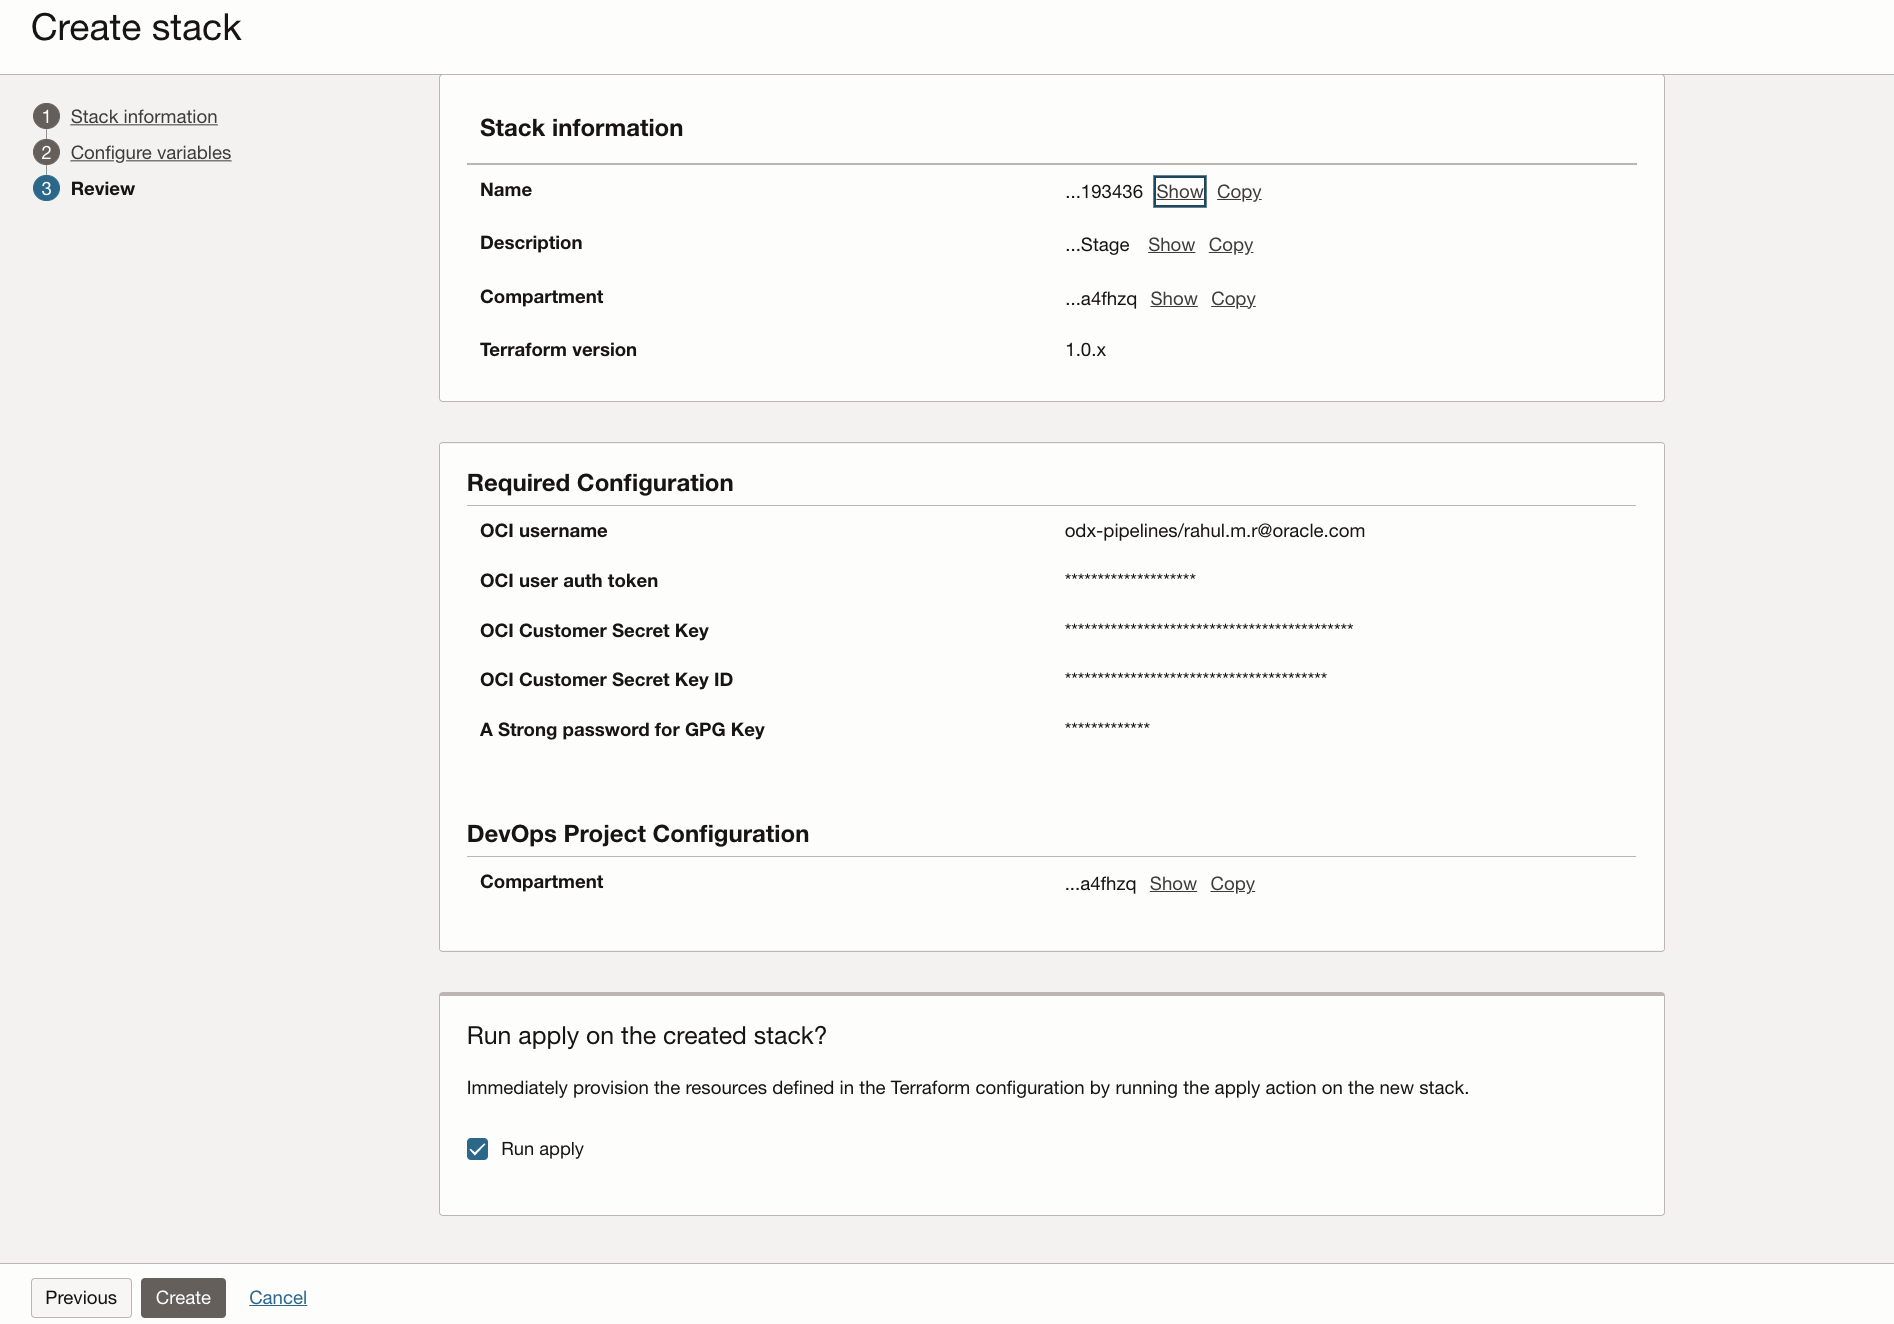 Create stack
1 Stack information
2 Configure variables
3 Review
Stack information
Name ...193436 Show Copy
Description ...Stage Show Copy
Compartment ...a4fhzq Show Copy
Terraform version 1.0.x
Required Configuration
OCI username odx-pipelines/rahul.m.r@oracle.com
OCI user auth token ********************
OCI Customer Secret Key ********************************************
OCI Customer Secret Key ID ****************************************
A Strong password for GPG Key *************
DevOps Project Configuration
Compartment ...a4fhzq Show Copy
Run apply on the created stack?
Immediately provision the resources defined in the Terraform configuration by running the apply action on the new stack.
Run apply
Previous Create Cancel